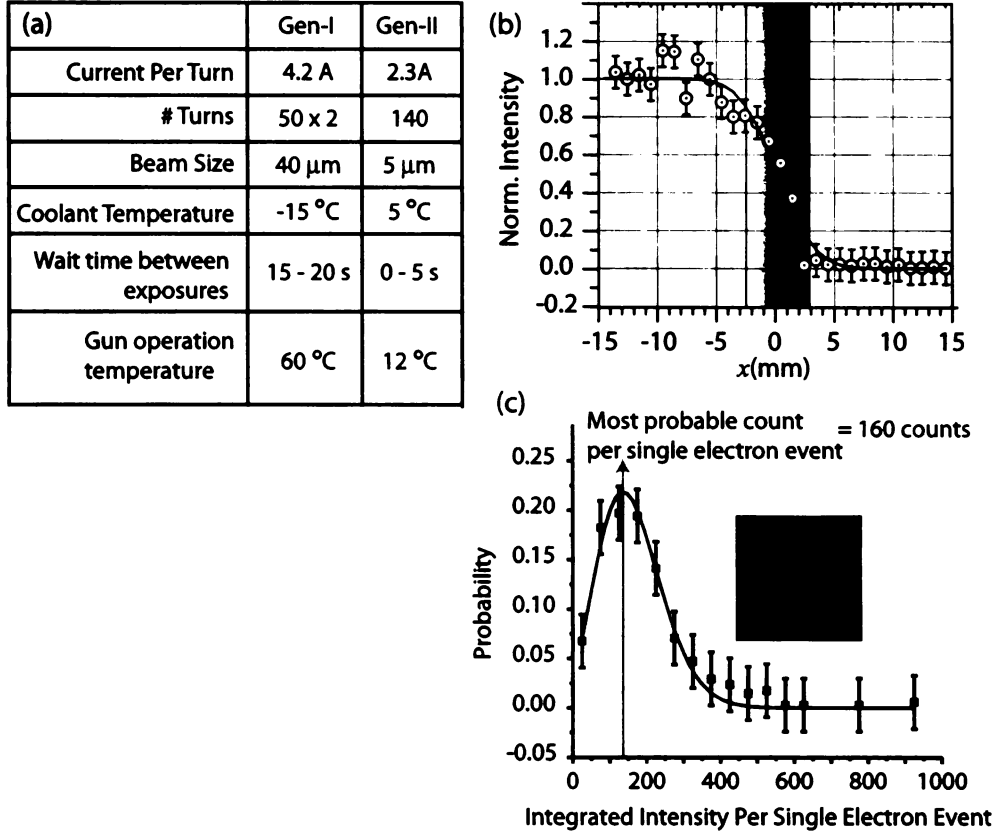 (a) Gen-I Gen-II
Current Per Turn 4.2 A 2.3A
# Turns 50 x 2 140
Beam Size 40 μm 5 μm
Coolant Temperature -15 °C 5 °C
Wait time between
exposures 15 - 20 s 0 - 5 s
Gun operation
temperature 60 °C 12 °C
(b)
1.2
1.0
0.8
0.6
0.4
0.2
0.0
-0.2
Norm. Intensity
-15 -10 -5 0 5 10 15
x(mm)
(c)
Most probable count
per single electron event = 160 counts
0.25
0.20
0.15
0.10
0.05
0.00
-0.05
Probability
0 200 400 600 800 1000
Integrated Intensity Per Single Electron Event